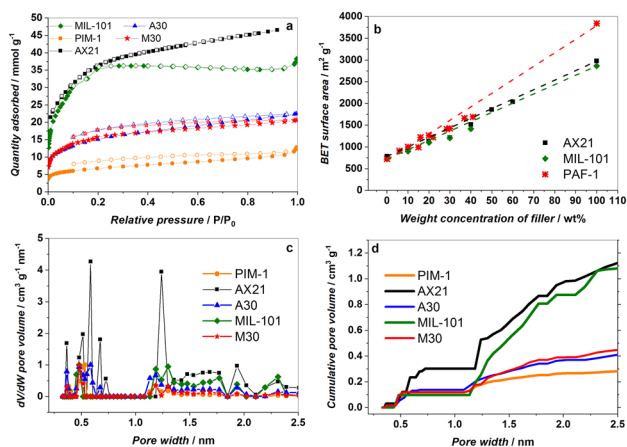 a
MIL-101
A30
PIM-1
M30
AX21
Quantity adsorbed / mmol g⁻¹
50
45
40
35
30
25
20
15
10
5
0
0.0 0.2 0.4 0.6 0.8 1.0
Relative pressure / P/P₀
b
BET surface area / m² g⁻¹
4000
3500
3000
2500
2000
1500
1000
500
0
AX21
MIL-101
PAF-1
0 10 20 30 40 50 60 70 80 90 100 110
Weight concentration of filler / wt%
c
dV/dW pore volume / cm³ g⁻¹ nm⁻¹
5
4
3
2
1
0
PIM-1
AX21
A30
MIL-101
M30
0.5 1.0 1.5 2.0 2.5
Pore width / nm
d
Cumulative pore volume / cm³ g⁻¹
1.2
1.0
0.8
0.6
0.4
0.2
0.0
PIM-1
AX21
A30
MIL-101
M30
0.5 1.0 1.5 2.0 2.5
Pore width / nm